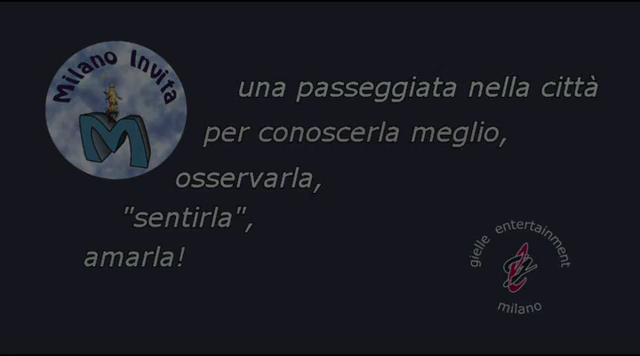 Milano Invita
M
una passeggiata nella città
per conoscerla meglio,
osservarla,
"sentirla",
amarla!
gielle entertainment
milano